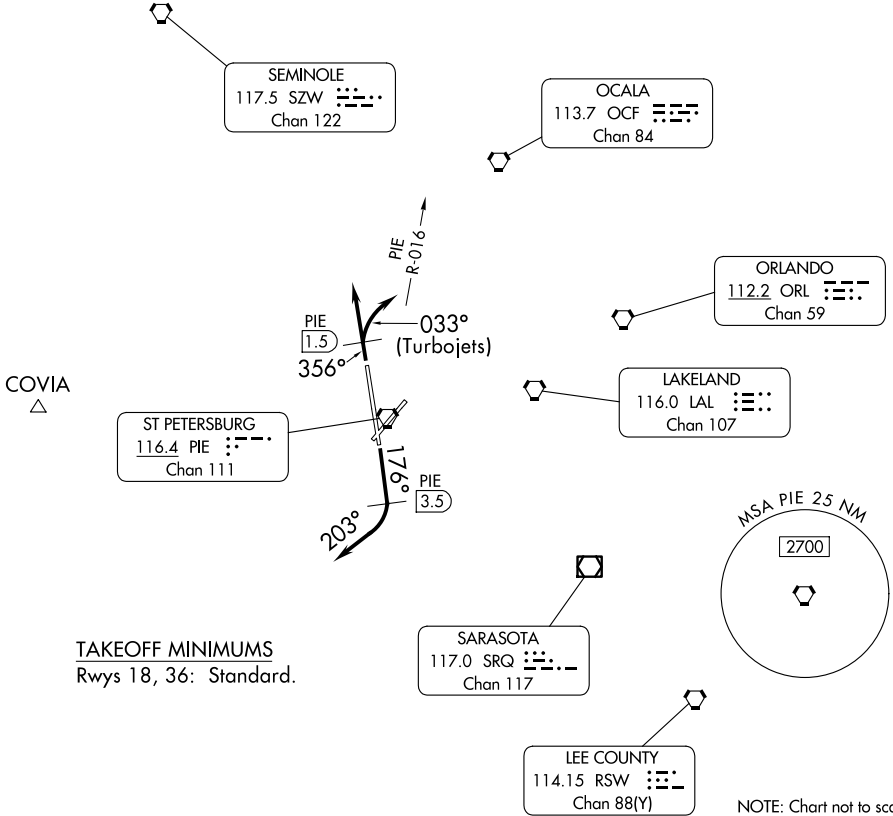 SEMINOLE
117.5 SZW
Chan 122
OCALA
113.7 OCF
Chan 84
PIE
R-016
ORLANDO
112.2 ORL
Chan 59
PIE
1.5
033°
(Turbojets)
356°
COVIA
LAKELAND
116.0 LAL
Chan 107
ST PETERSBURG
116.4 PIE
Chan 111
176°
PIE
3.5
203°
MSA PIE 25 NM
2700
TAKEOFF MINIMUMS
Rwys 18, 36: Standard.
SARASOTA
117.0 SRQ
Chan 117
LEE COUNTY
114.15 RSW
Chan 88(Y)
NOTE: Chart not to sca